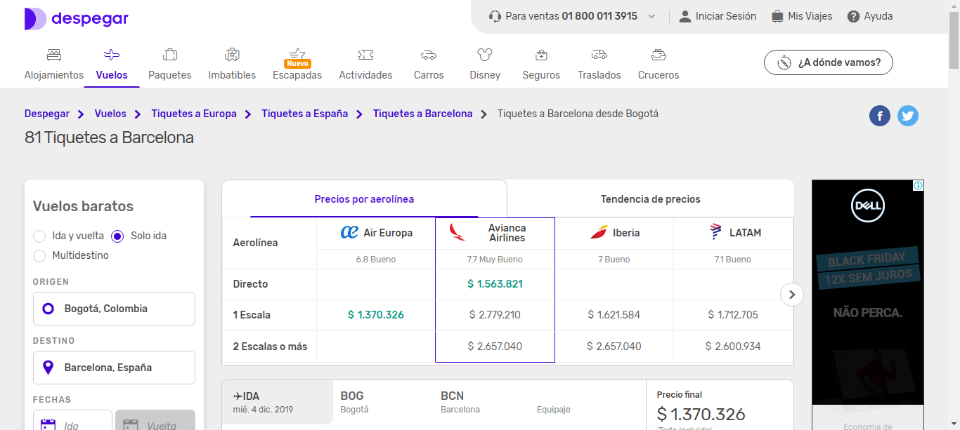 despegar
Para ventas 01 800 011 3915
Iniciar Sesión
Mis Viajes
Ayuda
Alojamientos
Vuelos
Paquetes
Imbatibles
Nuevo
Escapadas
Actividades
Carros
Disney
Seguros
Traslados
Cruceros
¿A dónde vamos?
Despegar > Vuelos > Tiquetes a Europa > Tiquetes a España > Tiquetes a Barcelona > Tiquetes a Barcelona desde Bogotá
81 Tiquetes a Barcelona
Vuelos baratos
Ida y vuelta Solo ida
Multidestino
ORIGEN
Bogotá, Colombia
DESTINO
Barcelona, España
FECHAS
Ida Vuelta
Precios por aerolínea Tendencia de precios
Aerolínea Air Europa Avianca Airlines Iberia LATAM
6.8 Bueno 7.7 Muy Bueno 7 Bueno 7.1 Bueno
Directo $ 1.563.821
1 Escala $ 1.370.326 $ 2.779.210 $ 1.621.584 $ 1.712.705
2 Escalas o más $ 2.657.040 $ 2.657.040 $ 2.600.934
IDA BOG BCN
mié. 4 dic. 2019 Bogotá Barcelona Equipaje
Precio final
$ 1.370.326
Todo incluido
DELL
BLACK FRIDAY
12X SEM JUROS
NÃO PERCA.
Economia de